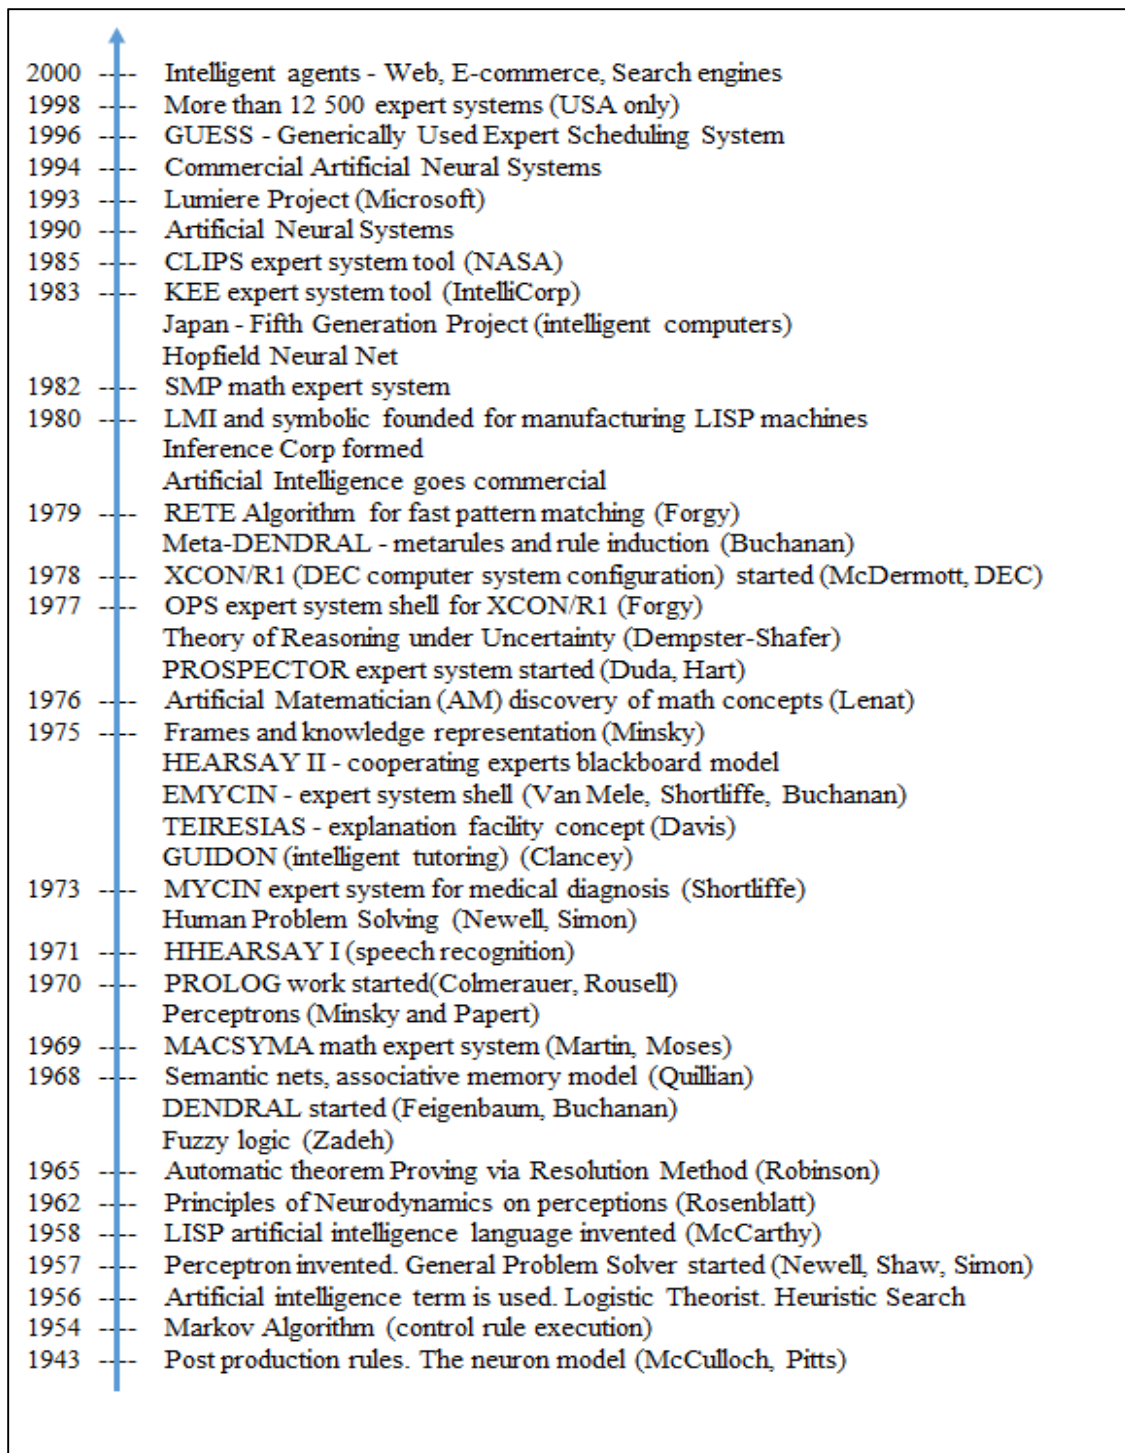 2000 ---- Intelligent agents - Web, E-commerce, Search engines
1998 ---- More than 12 500 expert systems (USA only)
1996 ---- GUESS - Generically Used Expert Scheduling System
1994 ---- Commercial Artificial Neural Systems
1993 ---- Lumiere Project (Microsoft)
1990 ---- Artificial Neural Systems
1985 ---- CLIPS expert system tool (NASA)
1983 ---- KEE expert system tool (IntelliCorp)
Japan - Fifth Generation Project (intelligent computers)
Hopfield Neural Net
1982 ---- SMP math expert system
1980 ---- LMI and symbolic founded for manufacturing LISP machines
Inference Corp formed
Artificial Intelligence goes commercial
1979 ---- RETE Algorithm for fast pattern matching (Forgy)
Meta-DENDRAL - metarules and rule induction (Buchanan)
1978 ---- XCON/R1 (DEC computer system configuration) started (McDermott, DEC)
1977 ---- OPS expert system shell for XCON/R1 (Forgy)
Theory of Reasoning under Uncertainty (Dempster-Shafer)
PROSPECTOR expert system started (Duda, Hart)
1976 ---- Artificial Matematician (AM) discovery of math concepts (Lenat)
1975 ---- Frames and knowledge representation (Minsky)
HEARSAY II - cooperating experts blackboard model
EMYCIN - expert system shell (Van Mele, Shortliffe, Buchanan)
TEIRESIAS - explanation facility concept (Davis)
GUIDON (intelligent tutoring) (Clancey)
1973 ---- MYCIN expert system for medical diagnosis (Shortliffe)
Human Problem Solving (Newell, Simon)
1971 ---- HHEARSAY I (speech recognition)
1970 ---- PROLOG work started(Colmerauer, Rousell)
Perceptrons (Minsky and Papert)
1969 ---- MACSYMA math expert system (Martin, Moses)
1968 ---- Semantic nets, associative memory model (Quillian)
DENDRAL started (Feigenbaum, Buchanan)
Fuzzy logic (Zadeh)
1965 ---- Automatic theorem Proving via Resolution Method (Robinson)
1962 ---- Principles of Neurodynamics on perceptions (Rosenblatt)
1958 ---- LISP artificial intelligence language invented (McCarthy)
1957 ---- Perceptron invented. General Problem Solver started (Newell, Shaw, Simon)
1956 ---- Artificial intelligence term is used. Logistic Theorist. Heuristic Search
1954 ---- Markov Algorithm (control rule execution)
1943 ---- Post production rules. The neuron model (McCulloch, Pitts)